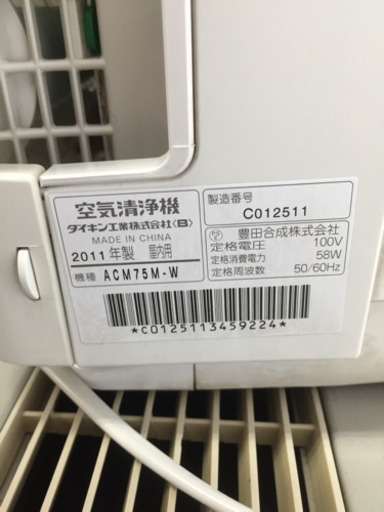 空気清浄機
ダイキン工業株式会社〈B〉
MADE IN CHINA
2011 年製 室内用
機種 ACM75M-W
製造番号
C012511
豊田合成株式会社
定格電圧 100V
定格消費電力 58W
定格周波数 50/60Hz
*C0125113459224*